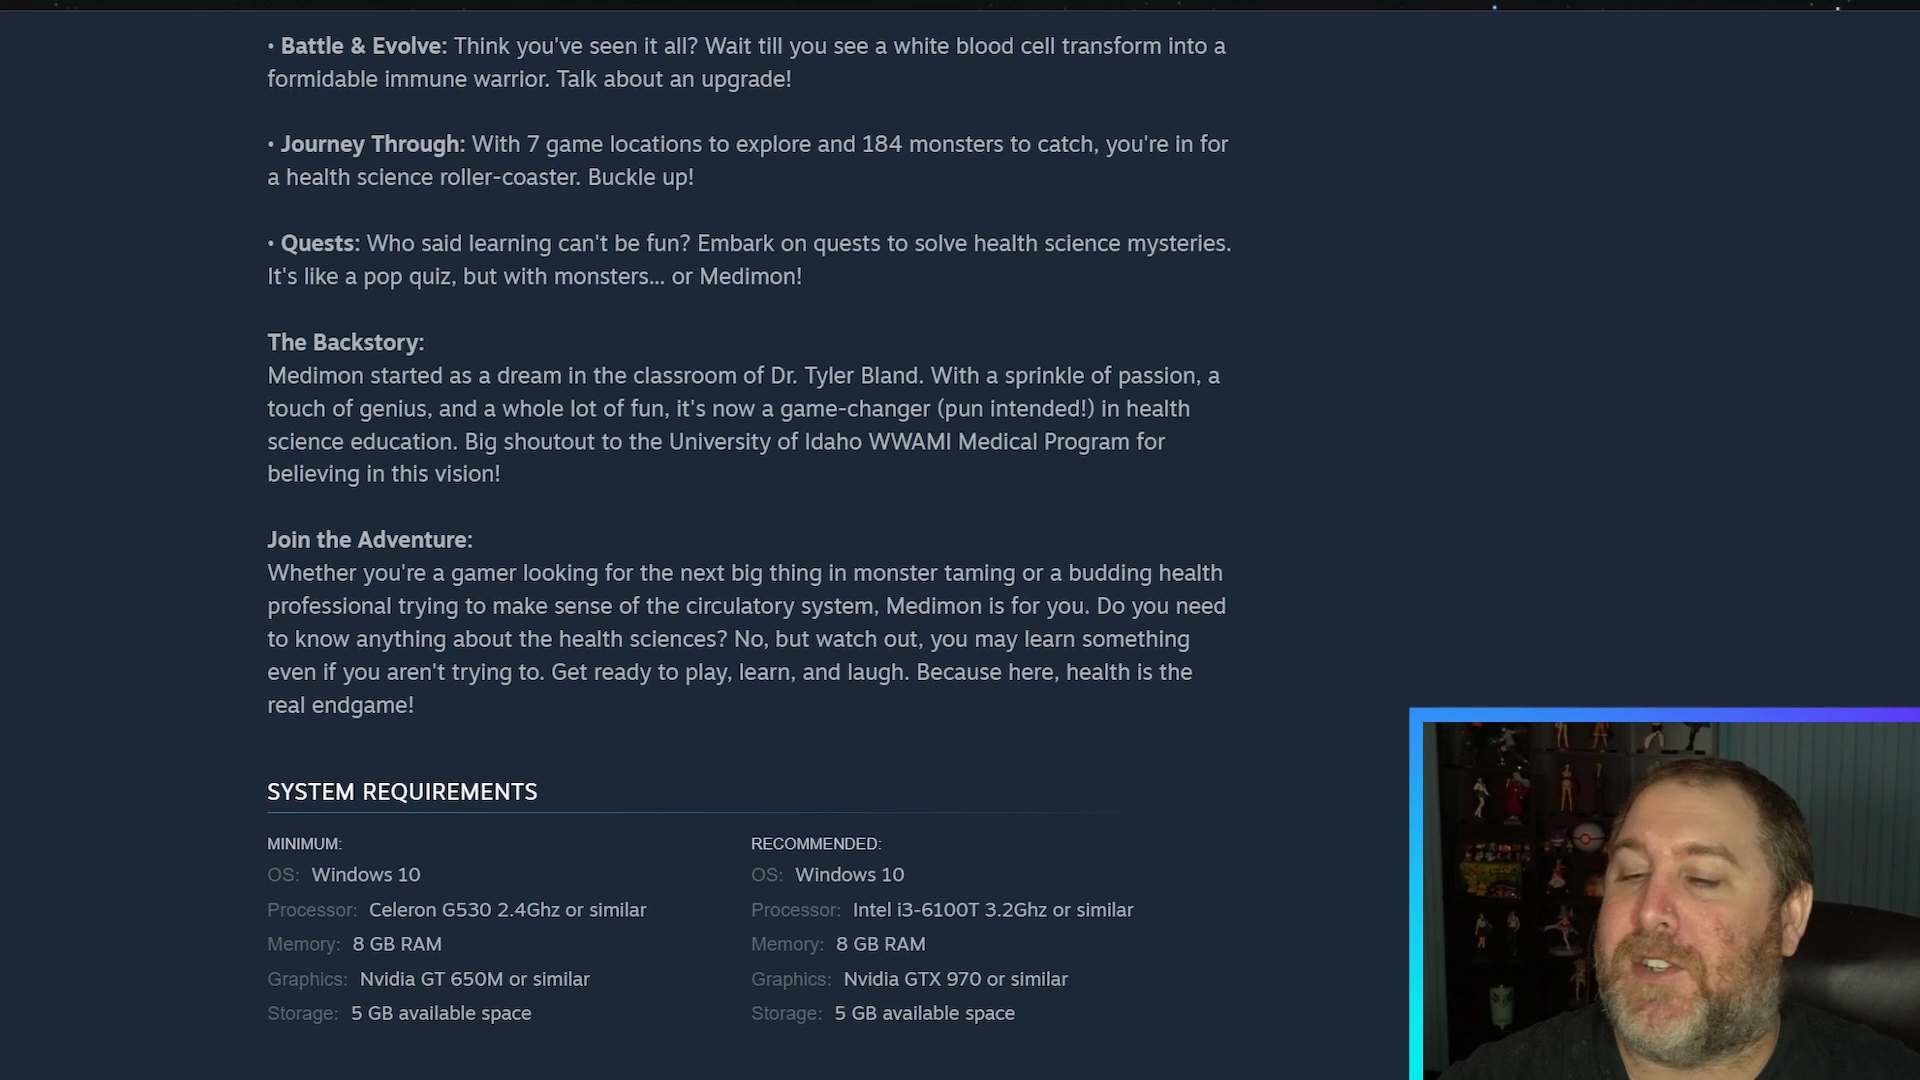 • Battle & Evolve: Think you've seen it all? Wait till you see a white blood cell transform into a
formidable immune warrior. Talk about an upgrade!
• Journey Through: With 7 game locations to explore and 184 monsters to catch, you're in for
a health science roller-coaster. Buckle up!
• Quests: Who said learning can't be fun? Embark on quests to solve health science mysteries.
It's like a pop quiz, but with monsters... or Medimon!
The Backstory:
Medimon started as a dream in the classroom of Dr. Tyler Bland. With a sprinkle of passion, a
touch of genius, and a whole lot of fun, it's now a game-changer (pun intended!) in health
science education. Big shoutout to the University of Idaho WWAMI Medical Program for
believing in this vision!
Join the Adventure:
Whether you're a gamer looking for the next big thing in monster taming or a budding health
professional trying to make sense of the circulatory system, Medimon is for you. Do you need
to know anything about the health sciences? No, but watch out, you may learn something
even if you aren't trying to. Get ready to play, learn, and laugh. Because here, health is the
real endgame!
SYSTEM REQUIREMENTS
MINIMUM:
OS: Windows 10
Processor: Celeron G530 2.4Ghz or similar
Memory: 8 GB RAM
Graphics: Nvidia GT 650M or similar
Storage: 5 GB available space
RECOMMENDED:
OS: Windows 10
Processor: Intel i3-6100T 3.2Ghz or similar
Memory: 8 GB RAM
Graphics: Nvidia GTX 970 or similar
Storage: 5 GB available space